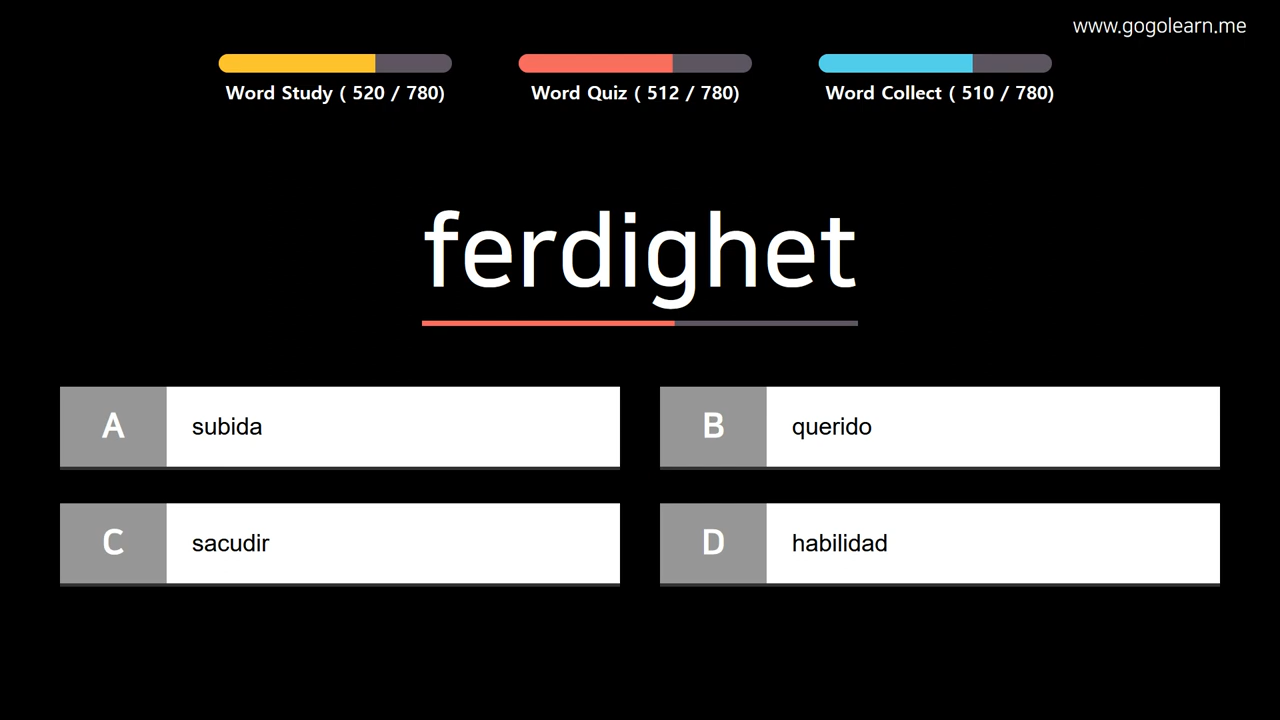 www.gogolearn.me
Word Study ( 520 / 780)
Word Quiz ( 512 / 780)
Word Collect ( 510 / 780)
ferdighet
A subida
B querido
C sacudir
D habilidad